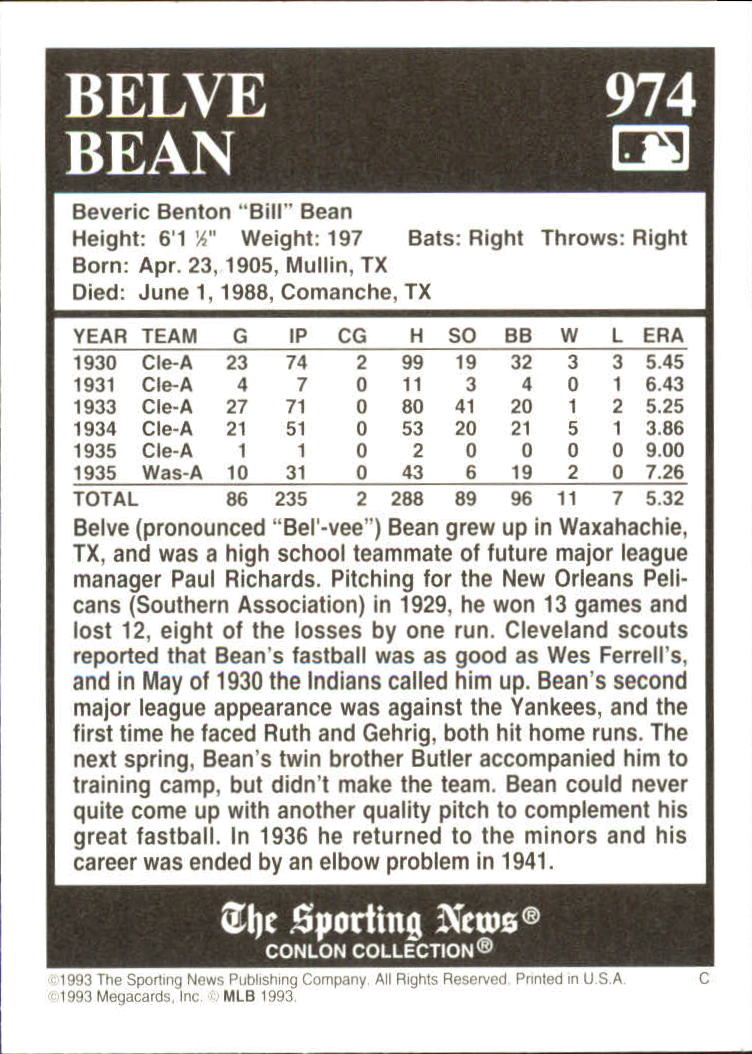 BELVE
BEAN
974
Beveric Benton "Bill" Bean
Height: 6'1 ½" Weight: 197 Bats: Right Throws: Right
Born: Apr. 23, 1905, Mullin, TX
Died: June 1, 1988, Comanche, TX
YEAR TEAM G IP CG H SO BB W L ERA
1930 Cle-A 23 74 2 99 19 32 3 3 5.45
1931 Cle-A 4 7 0 11 3 4 0 1 6.43
1933 Cle-A 27 71 0 80 41 20 1 2 5.25
1934 Cle-A 21 51 0 53 20 21 5 1 3.86
1935 Cle-A 1 1 0 2 0 0 0 0 9.00
1935 Was-A 10 31 0 43 6 19 2 0 7.26
TOTAL 86 235 2 288 89 96 11 7 5.32
Belve (pronounced "Bel'-vee") Bean grew up in Waxahachie,
TX, and was a high school teammate of future major league
manager Paul Richards. Pitching for the New Orleans Peli-
cans (Southern Association) in 1929, he won 13 games and
lost 12, eight of the losses by one run. Cleveland scouts
reported that Bean's fastball was as good as Wes Ferrell's,
and in May of 1930 the Indians called him up. Bean's second
major league appearance was against the Yankees, and the
first time he faced Ruth and Gehrig, both hit home runs. The
next spring, Bean's twin brother Butler accompanied him to
training camp, but didn't make the team. Bean could never
quite come up with another quality pitch to complement his
great fastball. In 1936 he returned to the minors and his
career was ended by an elbow problem in 1941.
The Sporting News®
CONLON COLLECTION®
©1993 The Sporting News Publishing Company. All Rights Reserved. Printed in U.S.A. C
©1993 Megacards, Inc. © MLB 1993.